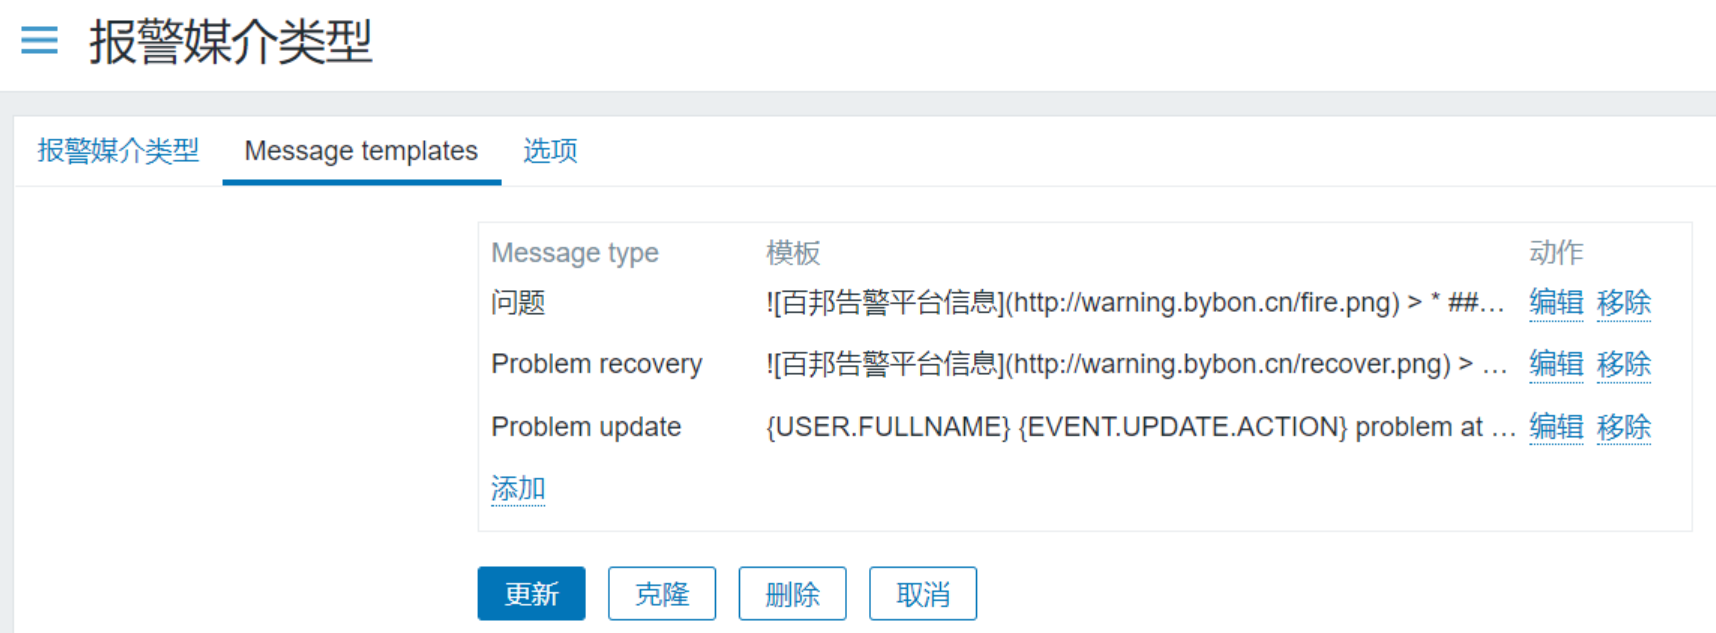 报警媒介类型
报警媒介类型 Message templates 选项
Message type 模板 动作
问题 ![百邦告警平台信息](http://warning.bybon.cn/fire.png) > * ##... 编辑 移除
Problem recovery ![百邦告警平台信息](http://warning.bybon.cn/recover.png) > ... 编辑 移除
Problem update {USER.FULLNAME} {EVENT.UPDATE.ACTION} problem at ... 编辑 移除
添加
更新 克隆 删除 取消